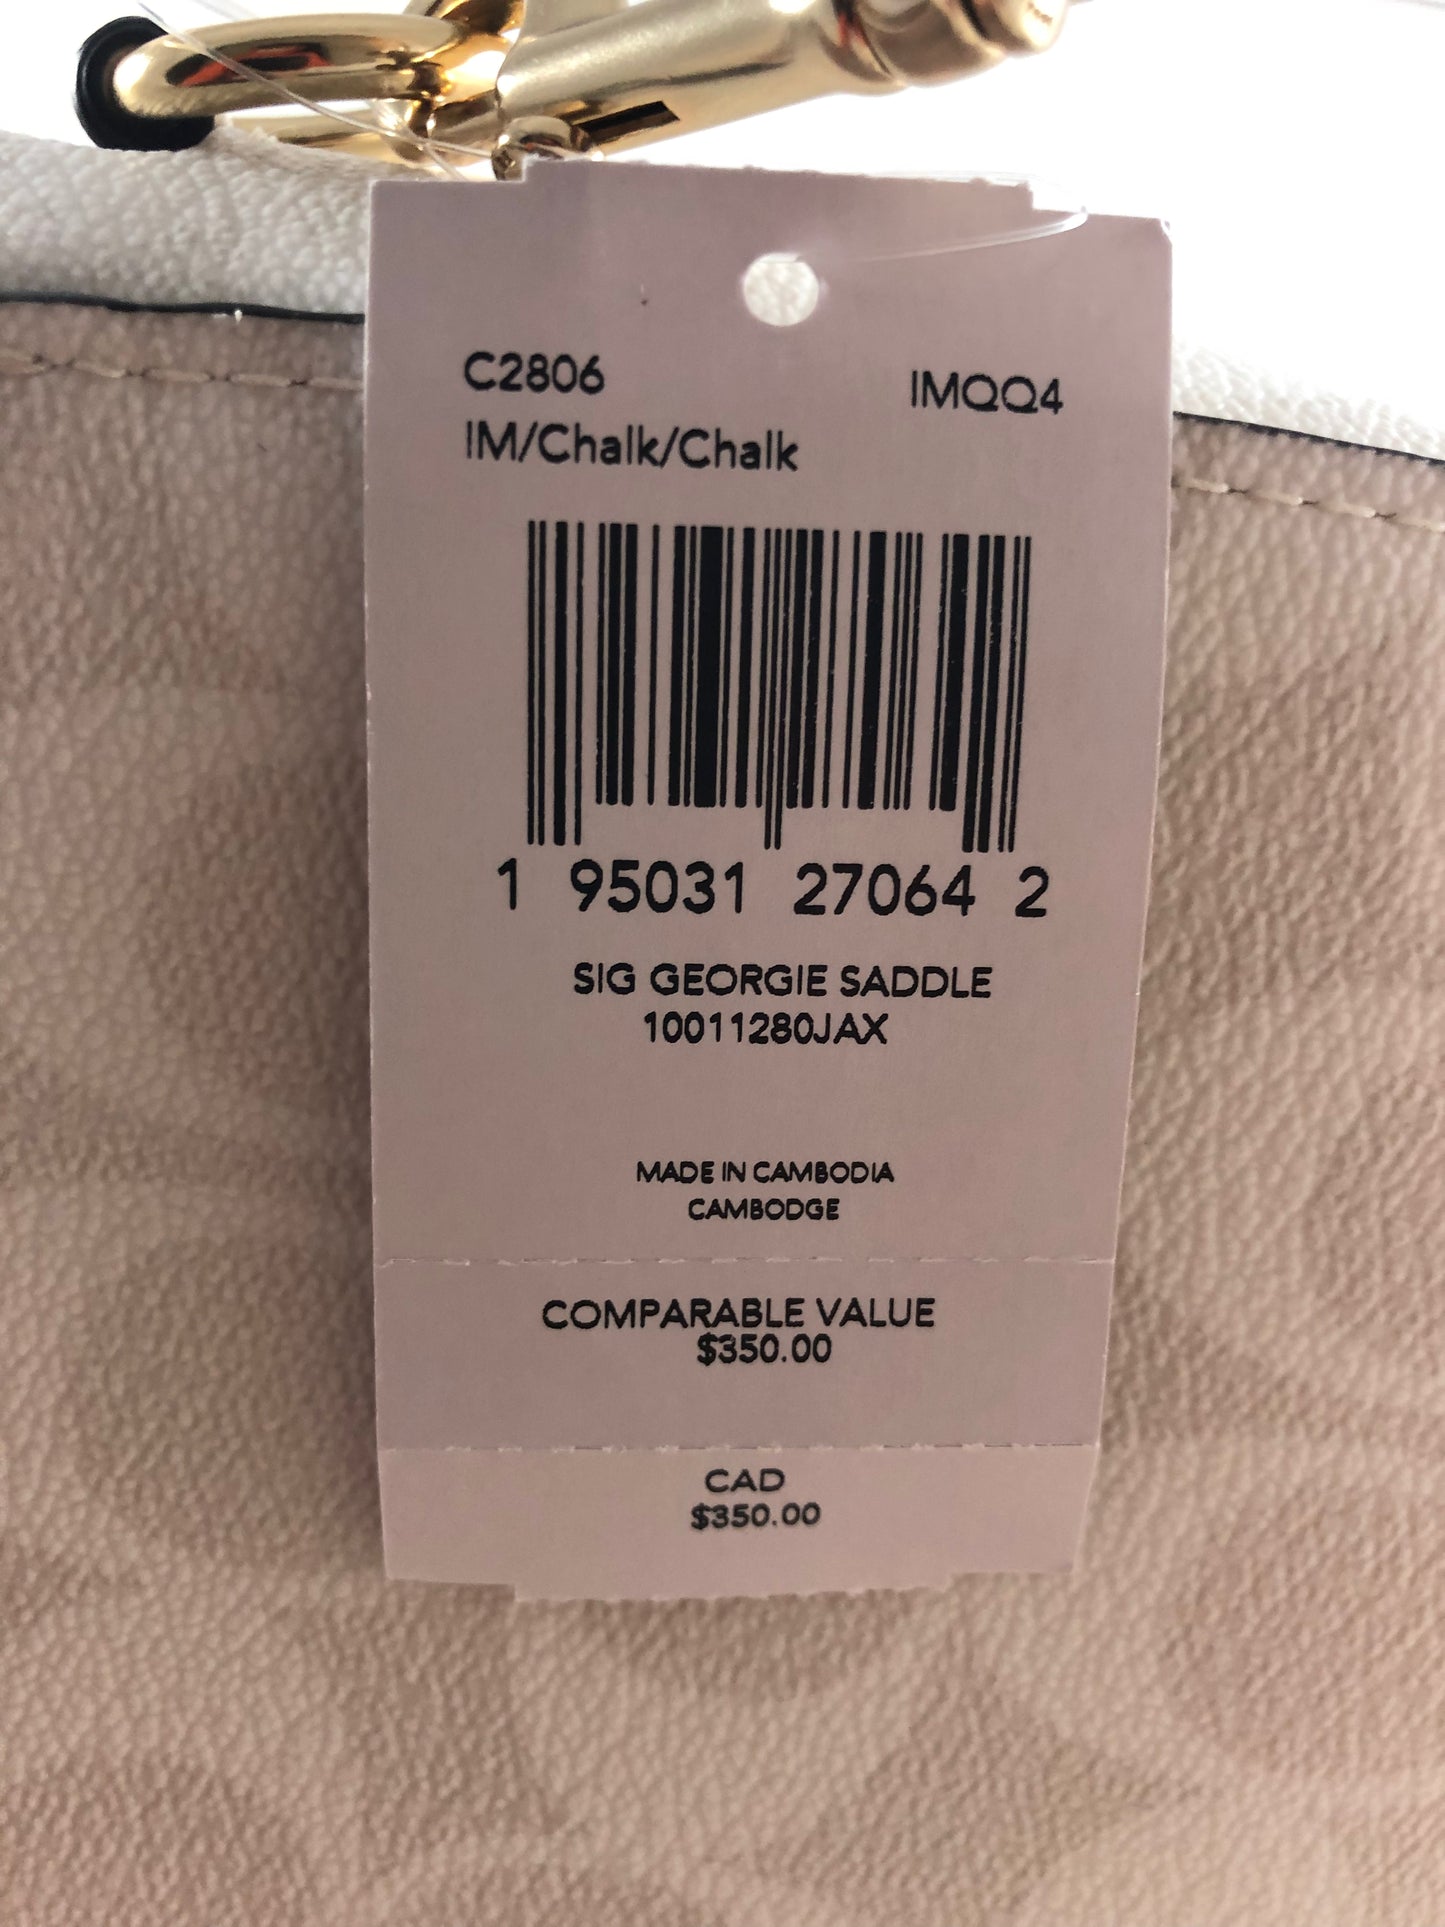 C2806 IMQQ4
IM/Chalk/Chalk
1 95031 27064 2
SIG GEORGIE SADDLE
10011280JAX
MADE IN CAMBODIA
CAMBODGE
COMPARABLE VALUE
$350.00
CAD
$350.00